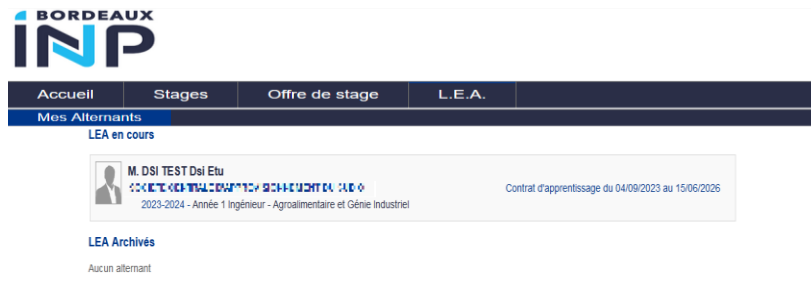 BORDEAUX
INP
Accueil Stages Offre de stage L.E.A.
Mes Alternants
LEA en cours
M. DSI TEST Dsi Etu
Contrat d'apprentissage du 04/09/2023 au 15/06/2026
2023-2024 - Année 1 Ingénieur - Agroalimentaire et Génie Industriel
LEA Archivés
Aucun alternant